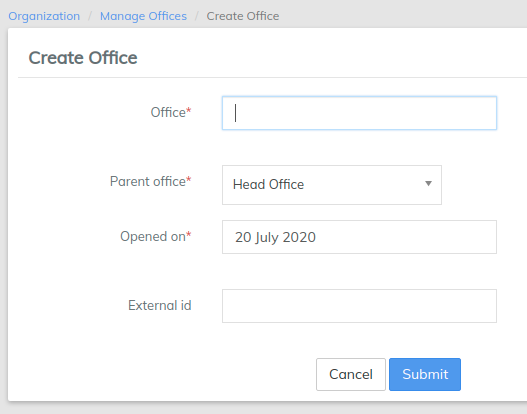 Organization / Manage Offices / Create Office
Create Office
Office*
Parent office* Head Office
Opened on* 20 July 2020
External id
Cancel Submit